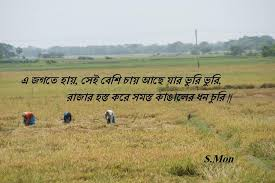 এ জগতে হায়, সেই বেশি চায় আছে যার ভুরি ভুরি,
রাজার হস্ত করে সমস্ত কাঙালের ধন চুরি॥
S.Mon